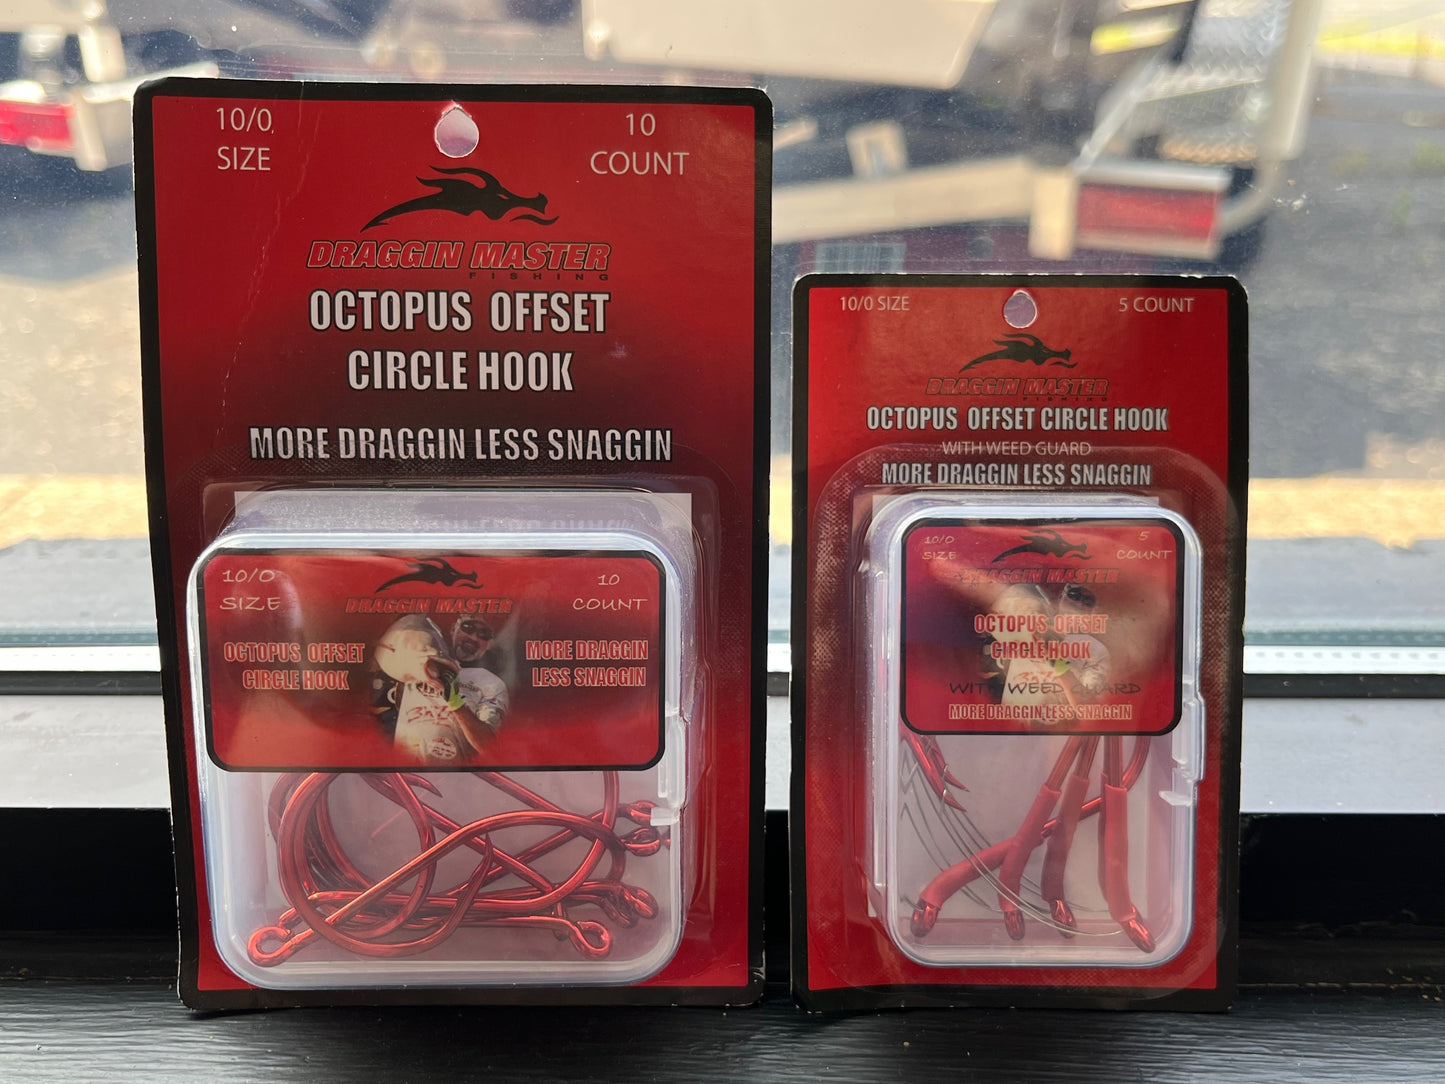 10/0
SIZE
10
COUNT
DRAGGIN MASTER
FISHING
OCTOPUS OFFSET
CIRCLE HOOK
MORE DRAGGIN LESS SNAGGIN
10/0
SIZE
10
COUNT
DRAGGIN MASTER
OCTOPUS OFFSET
CIRCLE HOOK
MORE DRAGGIN
LESS SNAGGIN
10/0 SIZE
5 COUNT
DRAGGIN MASTER
FISHING
OCTOPUS OFFSET CIRCLE HOOK
WITH WEED GUARD
MORE DRAGGIN LESS SNAGGIN
10/0
SIZE
5
COUNT
DRAGGIN MASTER
OCTOPUS OFFSET
CIRCLE HOOK
WITH WEED GUARD
MORE DRAGGIN LESS SNAGGIN